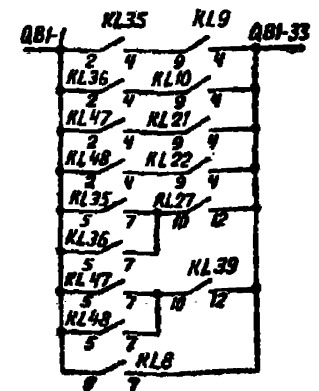 KL35 KL9
QB1-1 QB1-33
2 4 9 4
KL36 KL10
2 4 9 4
KL47 KL21
2 4 9 4
KL48 KL22
2 4 9 4
KL35 KL27
5 7 10 12
KL36
5 7
KL47 KL39
5 7 10 12
KL48
5 7
KL8
7